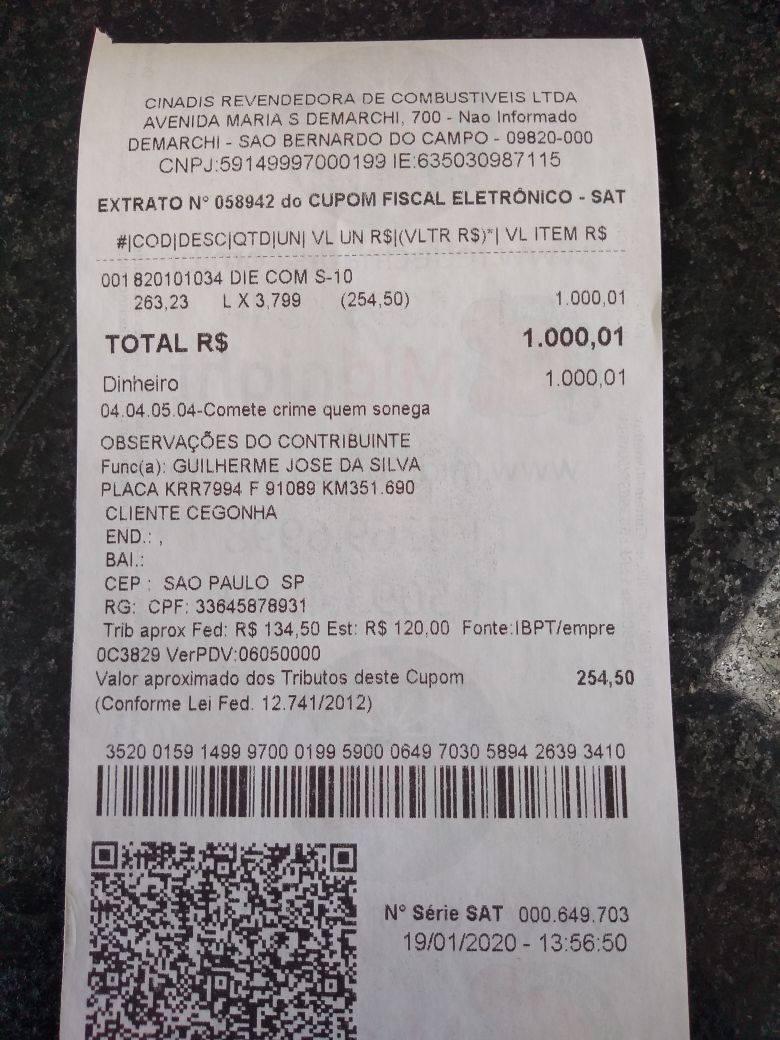 CINADIS REVENDEDORA DE COMBUSTIVEIS LTDA
AVENIDA MARIA S DEMARCHI, 700 - Nao Informado
DEMARCHI - SAO BERNARDO DO CAMPO - 09820-000
CNPJ:59149997000199 IE:635030987115
EXTRATO N° 058942 do CUPOM FISCAL ELETRÔNICO - SAT
#|COD|DESC|QTD|UN| VL UN R$|(VLTR R$)*| VL ITEM R$
001 820101034 DIE COM S-10
263,23 L X 3,799 (254,50) 1.000,01
TOTAL R$ 1.000,01
Dinheiro 1.000,01
04.04.05.04-Comete crime quem sonega
OBSERVAÇÕES DO CONTRIBUINTE
Func(a): GUILHERME JOSE DA SILVA
PLACA KRR7994 F 91089 KM351.690
CLIENTE CEGONHA
END.: ,
BAI.:
CEP : SAO PAULO SP
RG: CPF: 33645878931
Trib aprox Fed: R$ 134,50 Est: R$ 120,00 Fonte:IBPT/empre
0C3829 VerPDV:06050000
Valor aproximado dos Tributos deste Cupom 254,50
(Conforme Lei Fed. 12.741/2012)
3520 0159 1499 9700 0199 5900 0649 7030 5894 2639 3410
N° Série SAT 000.649.703
19/01/2020 - 13:56:50